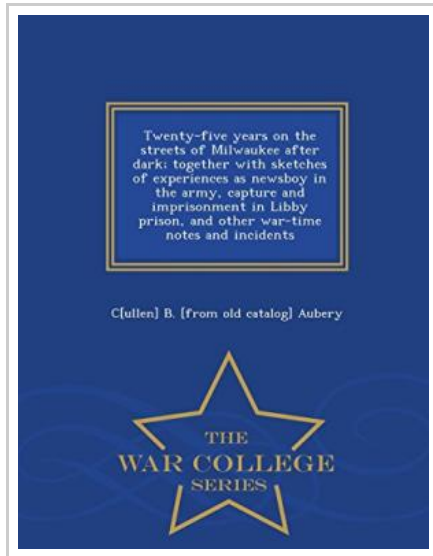 Twenty-five years on the
streets of Milwaukee after
dark; together with sketches
of experiences as newsboy in
the army, capture and
imprisonment in Libby
prison, and other war-time
notes and incidents
C[ullen] B. [from old catalog] Aubery
THE
WAR COLLEGE
SERIES